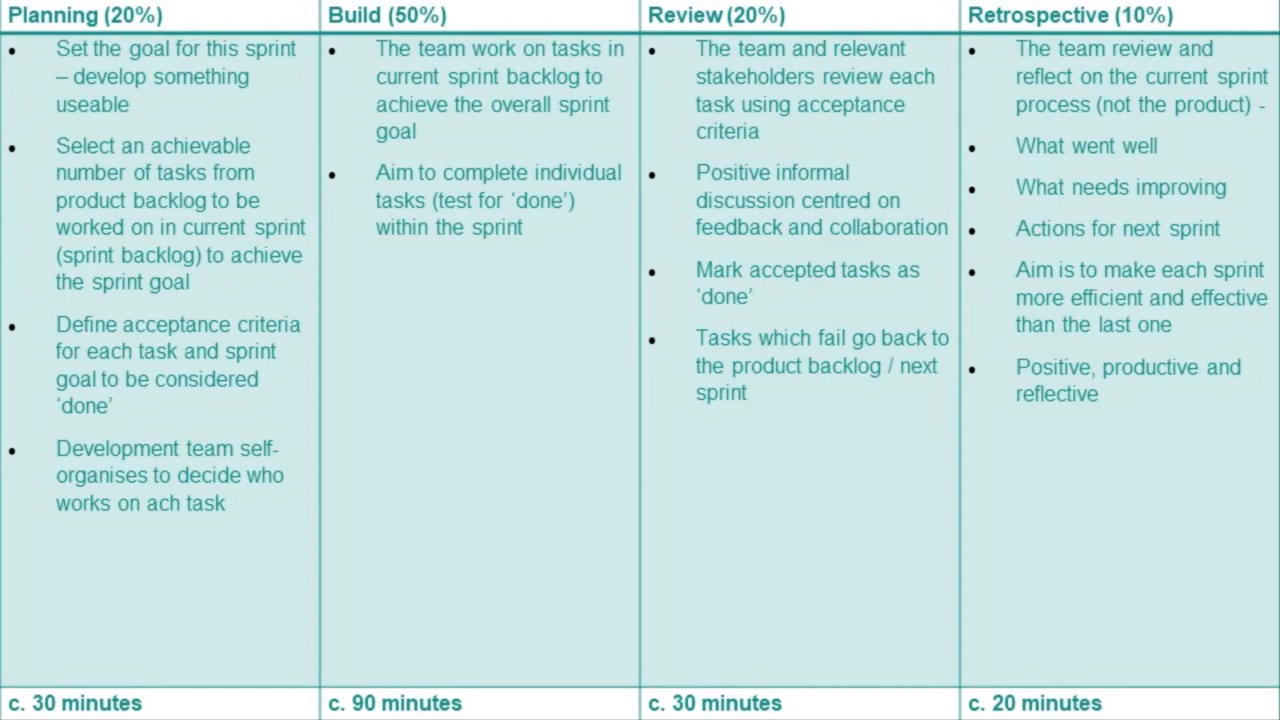 Planning (20%)
Set the goal for this sprint
– develop something
useable
Select an achievable
number of tasks from
product backlog to be
worked on in current sprint
(sprint backlog) to achieve
the sprint goal
Define acceptance criteria
for each task and sprint
goal to be considered
‘done’
Development team self-
organises to decide who
works on ach task
c. 30 minutes
Build (50%)
The team work on tasks in
current sprint backlog to
achieve the overall sprint
goal
Aim to complete individual
tasks (test for ‘done’)
within the sprint
c. 90 minutes
Review (20%)
The team and relevant
stakeholders review each
task using acceptance
criteria
Positive informal
discussion centred on
feedback and collaboration
Mark accepted tasks as
‘done’
Tasks which fail go back to
the product backlog / next
sprint
c. 30 minutes
Retrospective (10%)
The team review and
reflect on the current sprint
process (not the product) -
What went well
What needs improving
Actions for next sprint
Aim is to make each sprint
more efficient and effective
than the last one
Positive, productive and
reflective
c. 20 minutes